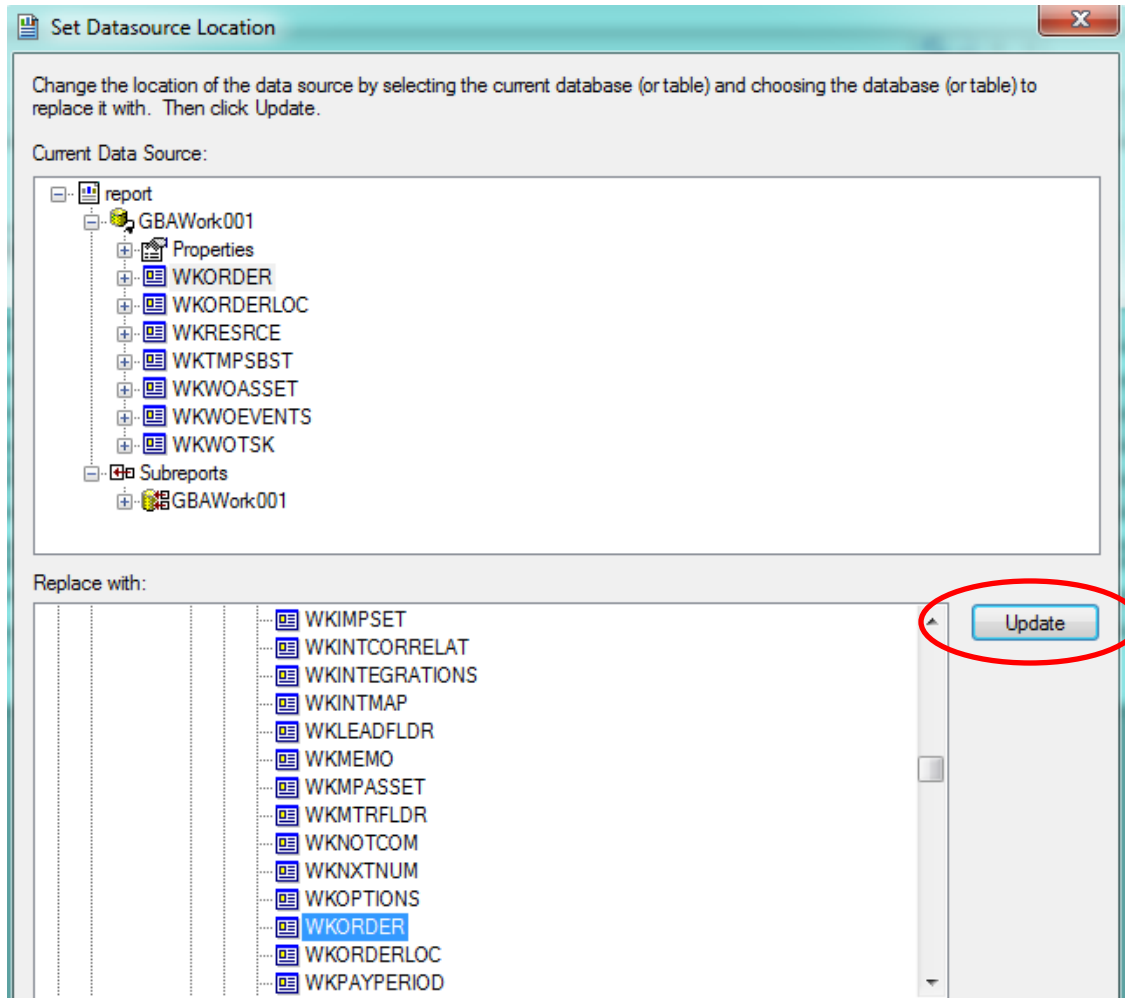 Set Datasource Location
Change the location of the data source by selecting the current database (or table) and choosing the database (or table) to
replace it with. Then click Update.
Current Data Source:
report
GBAWork001
Properties
WKORDER
WKORDERLOC
WKRESRCE
WKTMPSBST
WKWOASSET
WKWOEVENTS
WKWOTSK
Subreports
GBAWork001
Replace with:
WKIMPSET
Update
WKINTCORRELAT
WKINTEGRATIONS
WKINTMAP
WKLEADFLDR
WKMEMO
WKMPASSET
WKMTRFLDR
WKNOTCOM
WKNXTNUM
WKOPTIONS
WKORDER
WKORDERLOC
WKPAYPERIOD